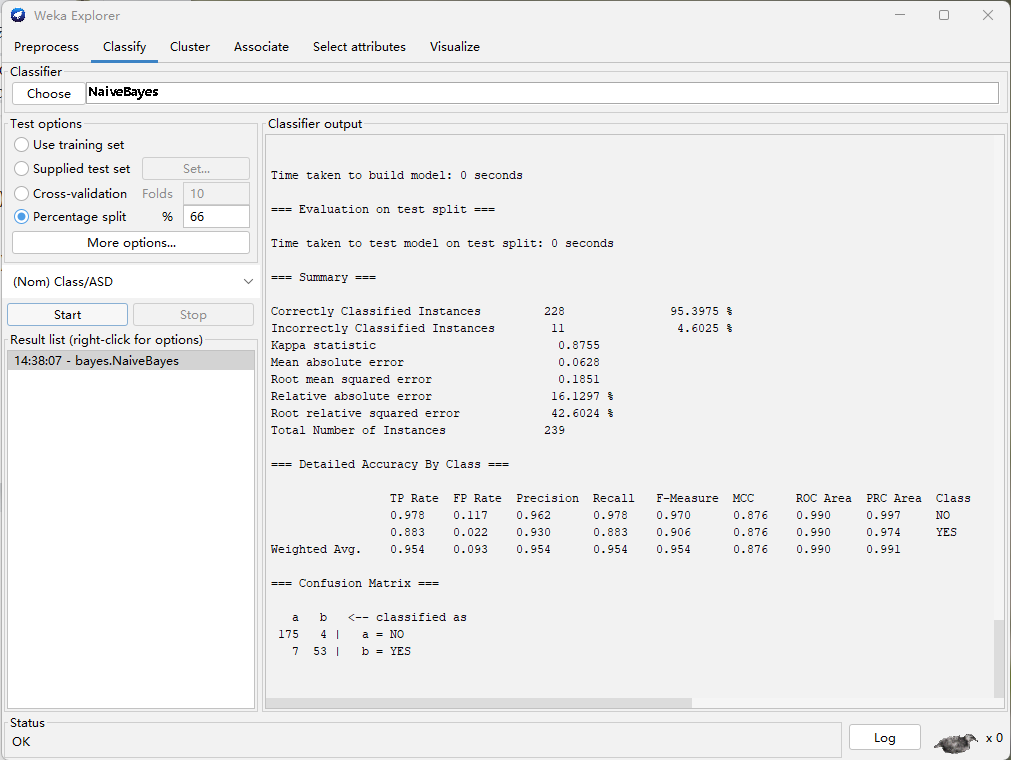 Weka Explorer
Preprocess Classify Cluster Associate Select attributes Visualize
Classifier
Choose NaiveBayes
Test options
Use training set
Supplied test set Set...
Cross-validation Folds 10
Percentage split % 66
More options...
(Nom) Class/ASD
Start Stop
Result list (right-click for options)
14:38:07 - bayes.NaiveBayes
Classifier output
Time taken to build model: 0 seconds
=== Evaluation on test split ===
Time taken to test model on test split: 0 seconds
=== Summary ===
Correctly Classified Instances 228 95.3975 %
Incorrectly Classified Instances 11 4.6025 %
Kappa statistic 0.8755
Mean absolute error 0.0628
Root mean squared error 0.1851
Relative absolute error 16.1297 %
Root relative squared error 42.6024 %
Total Number of Instances 239
=== Detailed Accuracy By Class ===
TP Rate FP Rate Precision Recall F-Measure MCC ROC Area PRC Area Class
0.978 0.117 0.962 0.978 0.970 0.876 0.990 0.997 NO
0.883 0.022 0.930 0.883 0.906 0.876 0.990 0.974 YES
Weighted Avg. 0.954 0.093 0.954 0.954 0.954 0.876 0.990 0.991
=== Confusion Matrix ===
a b <-- classified as
175 4 | a = NO
7 53 | b = YES
Status
OK
Log
x 0